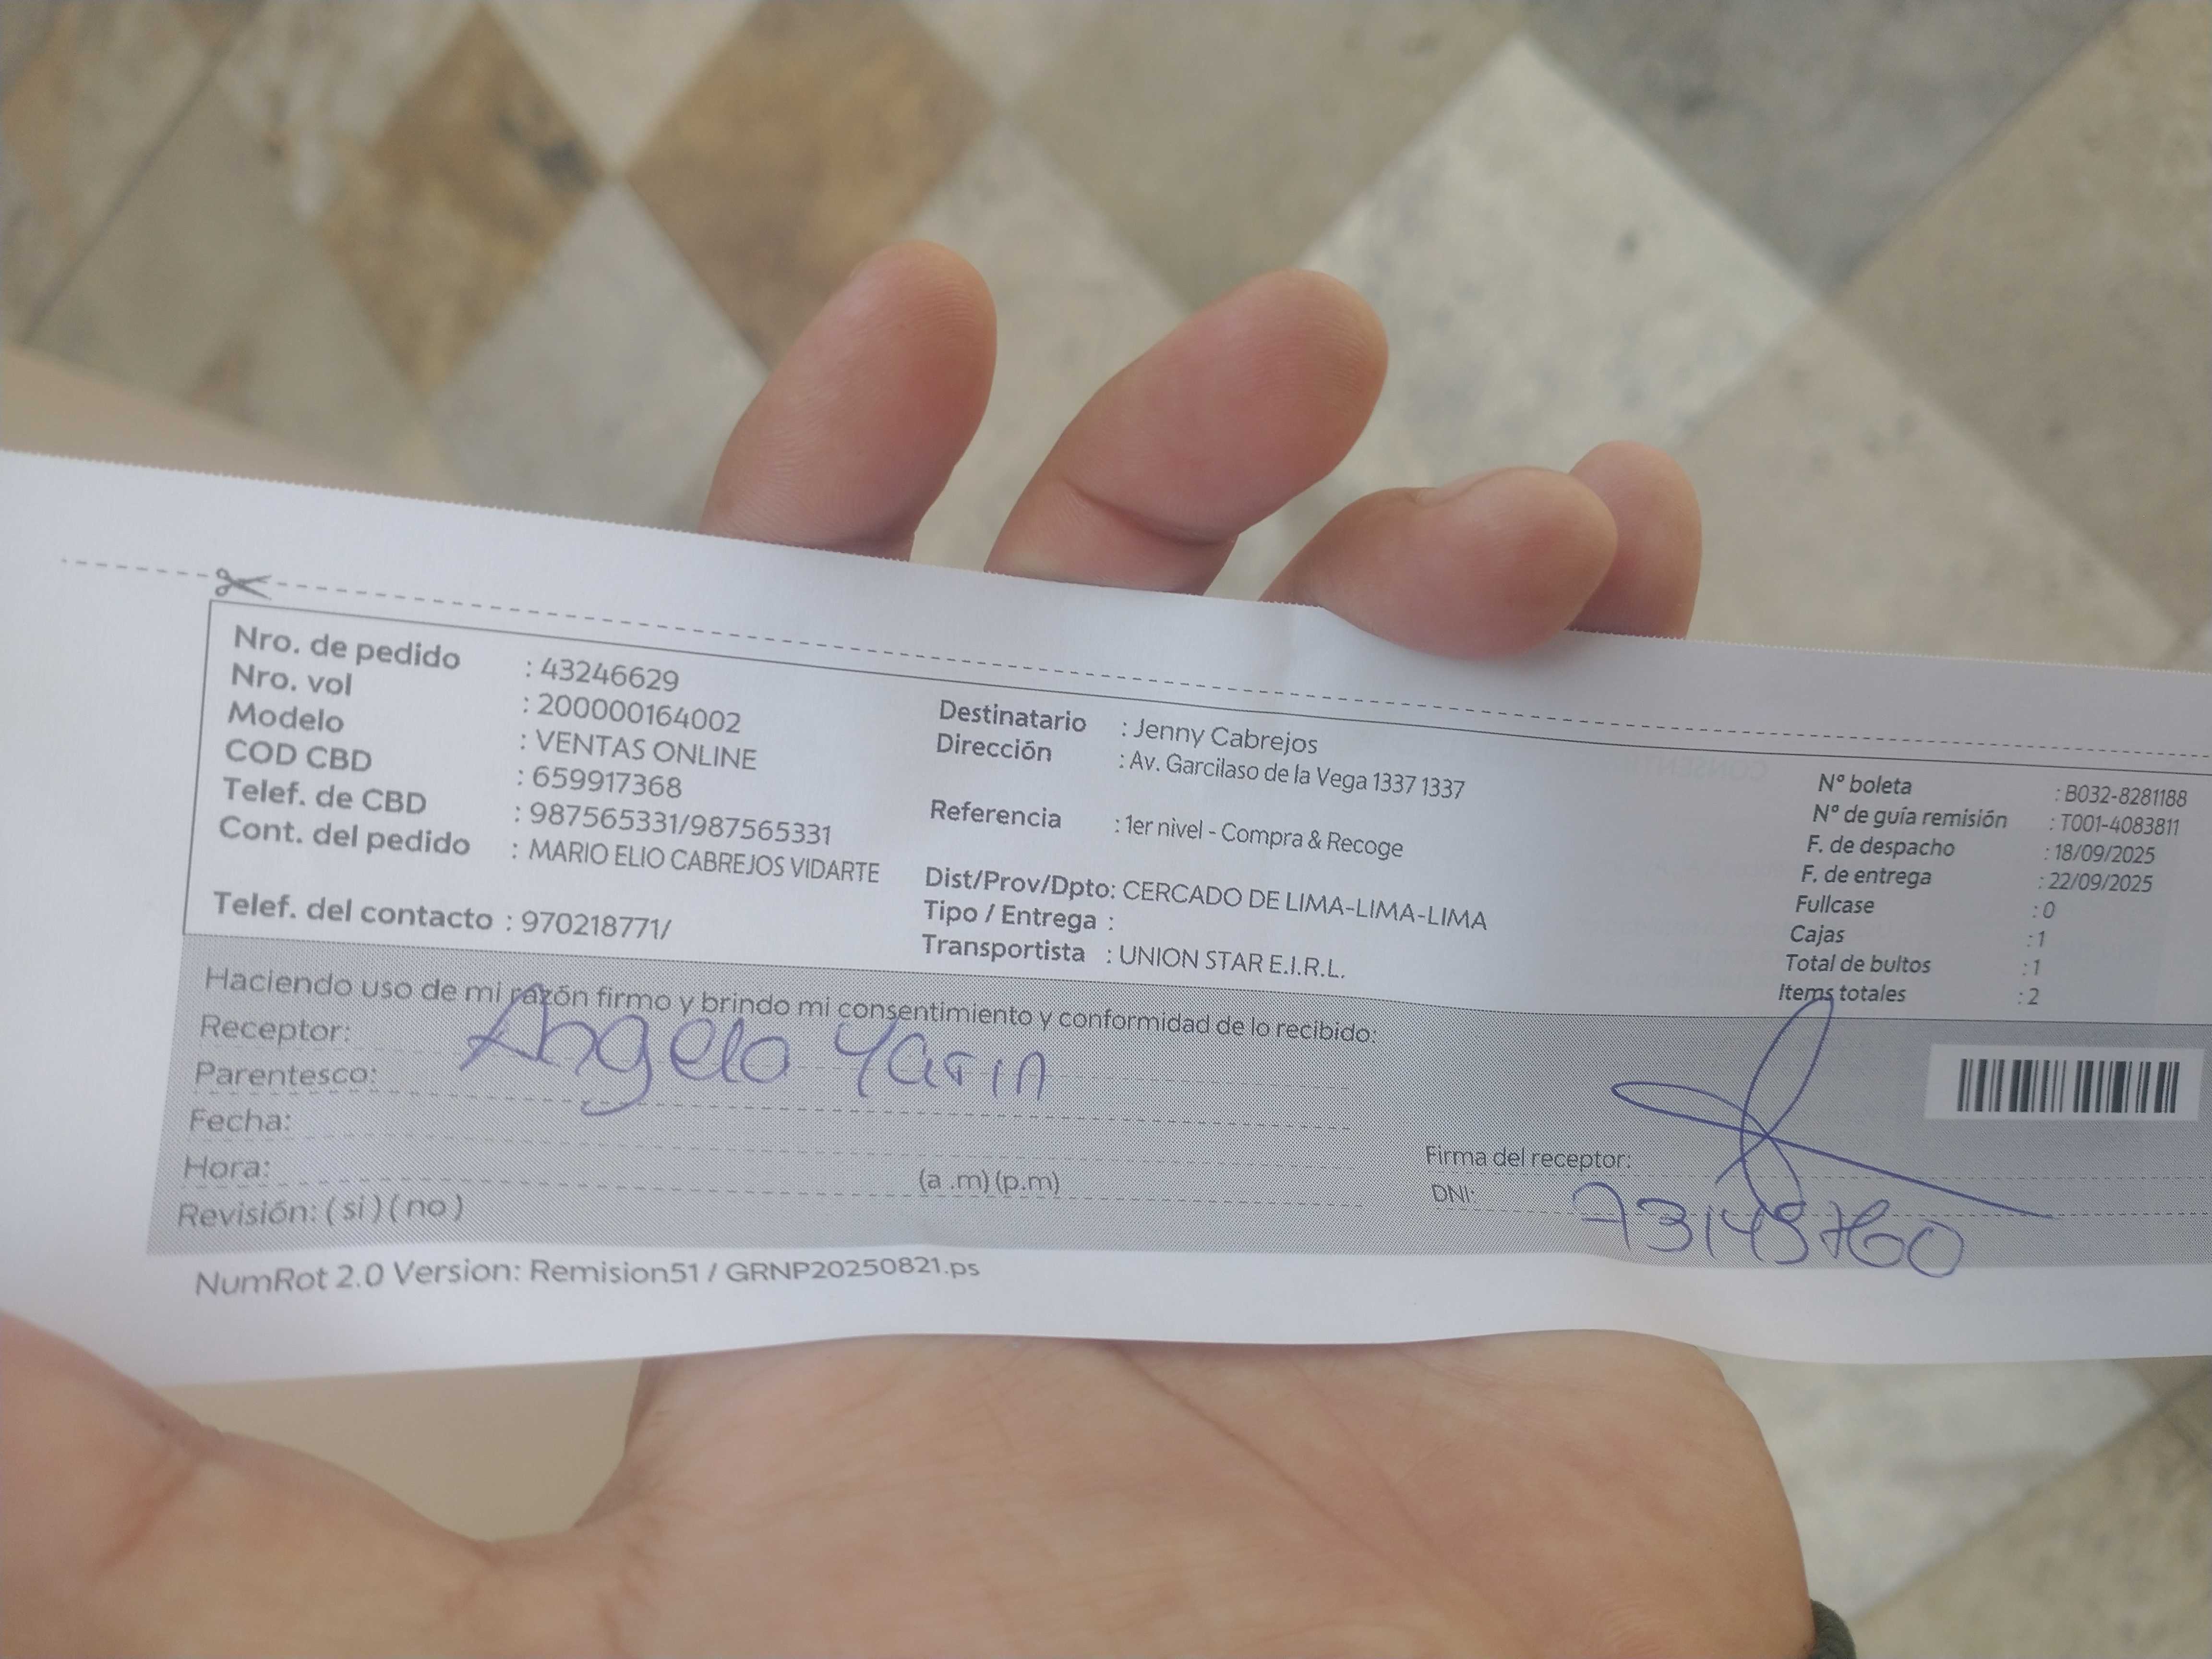 Nro. de pedido : 43246629
Nro. vol : 200000164002
Modelo : VENTAS ONLINE
COD CBD : 659917368
Telef. de CBD : 987565331/987565331
Cont. del pedido : MARIO ELIO CABREJOS VIDARTE
Telef. del contacto : 970218771/
Destinatario : Jenny Cabrejos
Dirección : Av. Garcilaso de la Vega 1337 1337
Referencia : 1er nivel - Compra & Recoge
Dist/Prov/Dpto: CERCADO DE LIMA-LIMA-LIMA
Tipo / Entrega :
Transportista : UNION STAR E.I.R.L.
N° boleta : B032-8281188
N° de guía remisión : T001-4083811
F. de despacho : 18/09/2025
F. de entrega : 22/09/2025
Fullcase : 0
Cajas : 1
Total de bultos : 1
Items totales : 2
Haciendo uso de mi razón firmo y brindo mi consentimiento y conformidad de lo recibido:
Receptor: Angelo Yarin
Parentesco:
Fecha:
Hora: (a .m) (p.m)
Revisión: ( si ) ( no )
Firma del receptor:
DNI: 73145760
NumRot 2.0 Version: Remision51 / GRNP20250821.ps